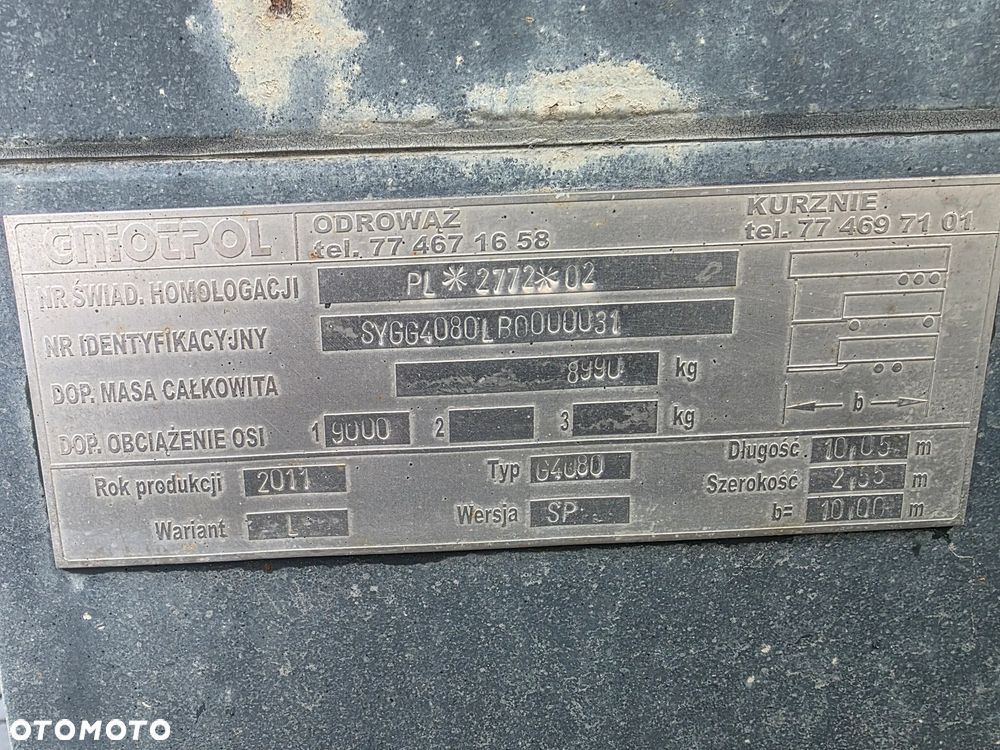 GNIOTPOL ODROWĄŻ KURZNIE
tel. 77 467 16 58 tel. 77 469 71 01
NR ŚWIAD. HOMOLOGACJI PL*2772*02
NR IDENTYFIKACYJNY SYGG4080LB0000031
DOP. MASA CAŁKOWITA 8990 kg
DOP. OBCIĄŻENIE OSI 1 9000 2 3 kg
b
Rok produkcji 2011 Typ G4080 Długość 10,05 m
Szerokość 2,55 m
Wariant L Wersja SP b= 10,00 m
OTOMOTO